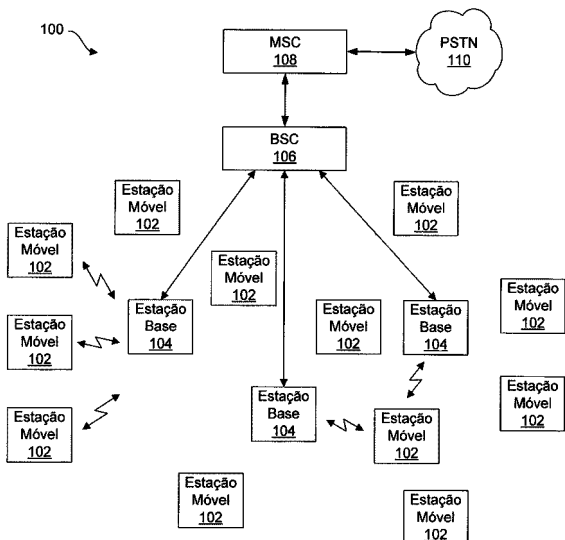 100
MSC
108
PSTN
110
BSC
106
Estação
Móvel
102
Estação
Móvel
102
Estação
Móvel
102
Estação
Móvel
102
Estação
Móvel
102
Estação
Base
104
Estação
Móvel
102
Estação
Base
104
Estação
Móvel
102
Estação
Móvel
102
Estação
Móvel
102
Estação
Base
104
Estação
Móvel
102
Estação
Móvel
102
Estação
Móvel
102